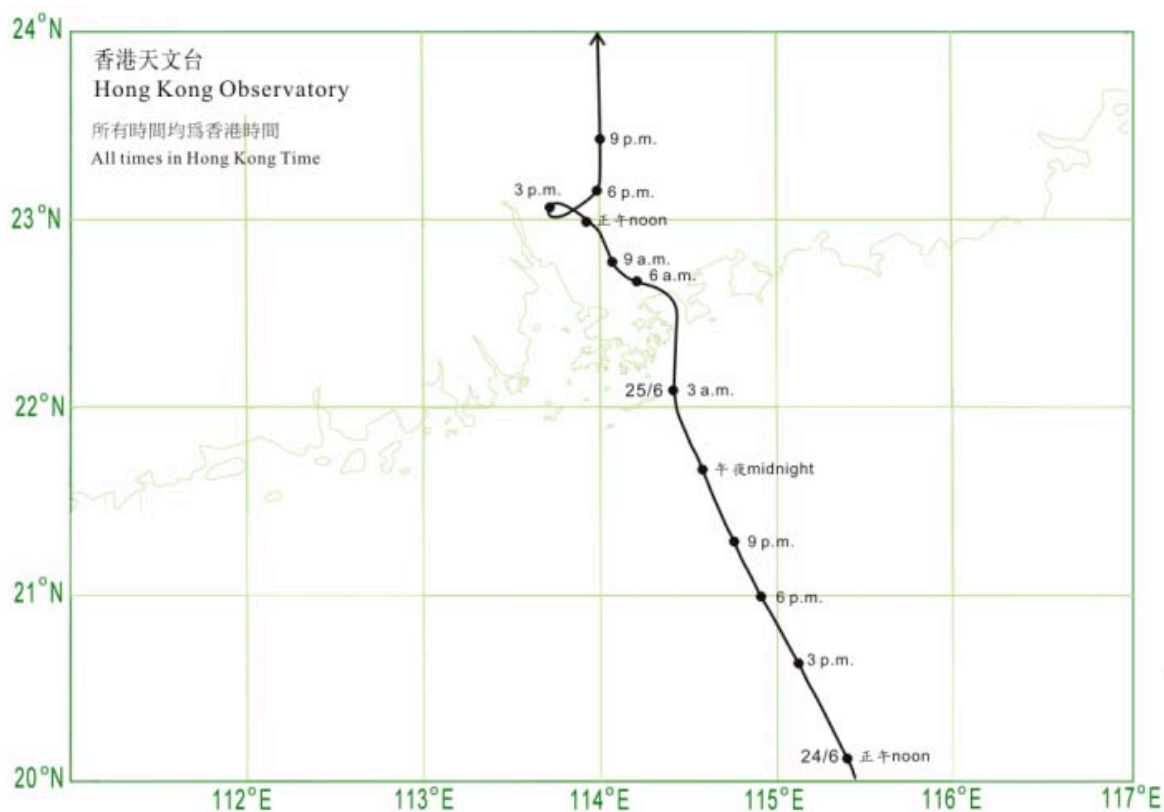 24°N
香港天文台
Hong Kong Observatory
所有時間均爲香港時間
All times in Hong Kong Time
9 p.m.
3 p.m.
6 p.m.
23°N
正午noon
9 a.m.
6 a.m.
25/6
3 a.m.
22°N
午夜midnight
9 p.m.
21°N
6 p.m.
3 p.m.
24/6
正午noon
20°N
112°E
113°E
114°E
115°E
116°E
117°E